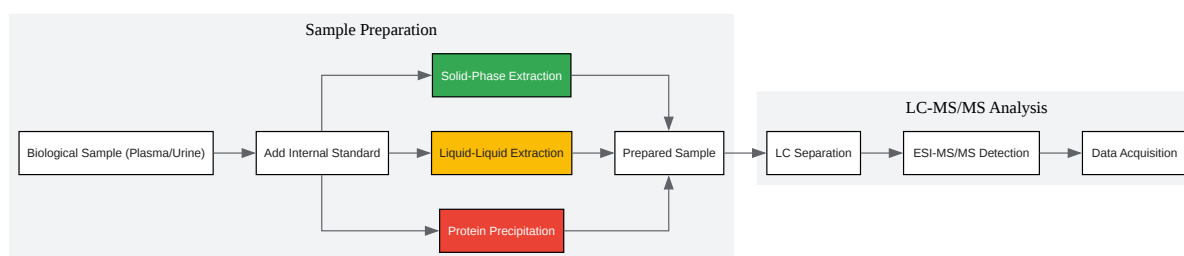 Sample Preparation
Solid-Phase Extraction
LC-MS/MS Analysis
Biological Sample (Plasma/Urine)
Add Internal Standard
Liquid-Liquid Extraction
Prepared Sample
LC Separation
ESI-MS/MS Detection
Data Acquisition
Protein Precipitation